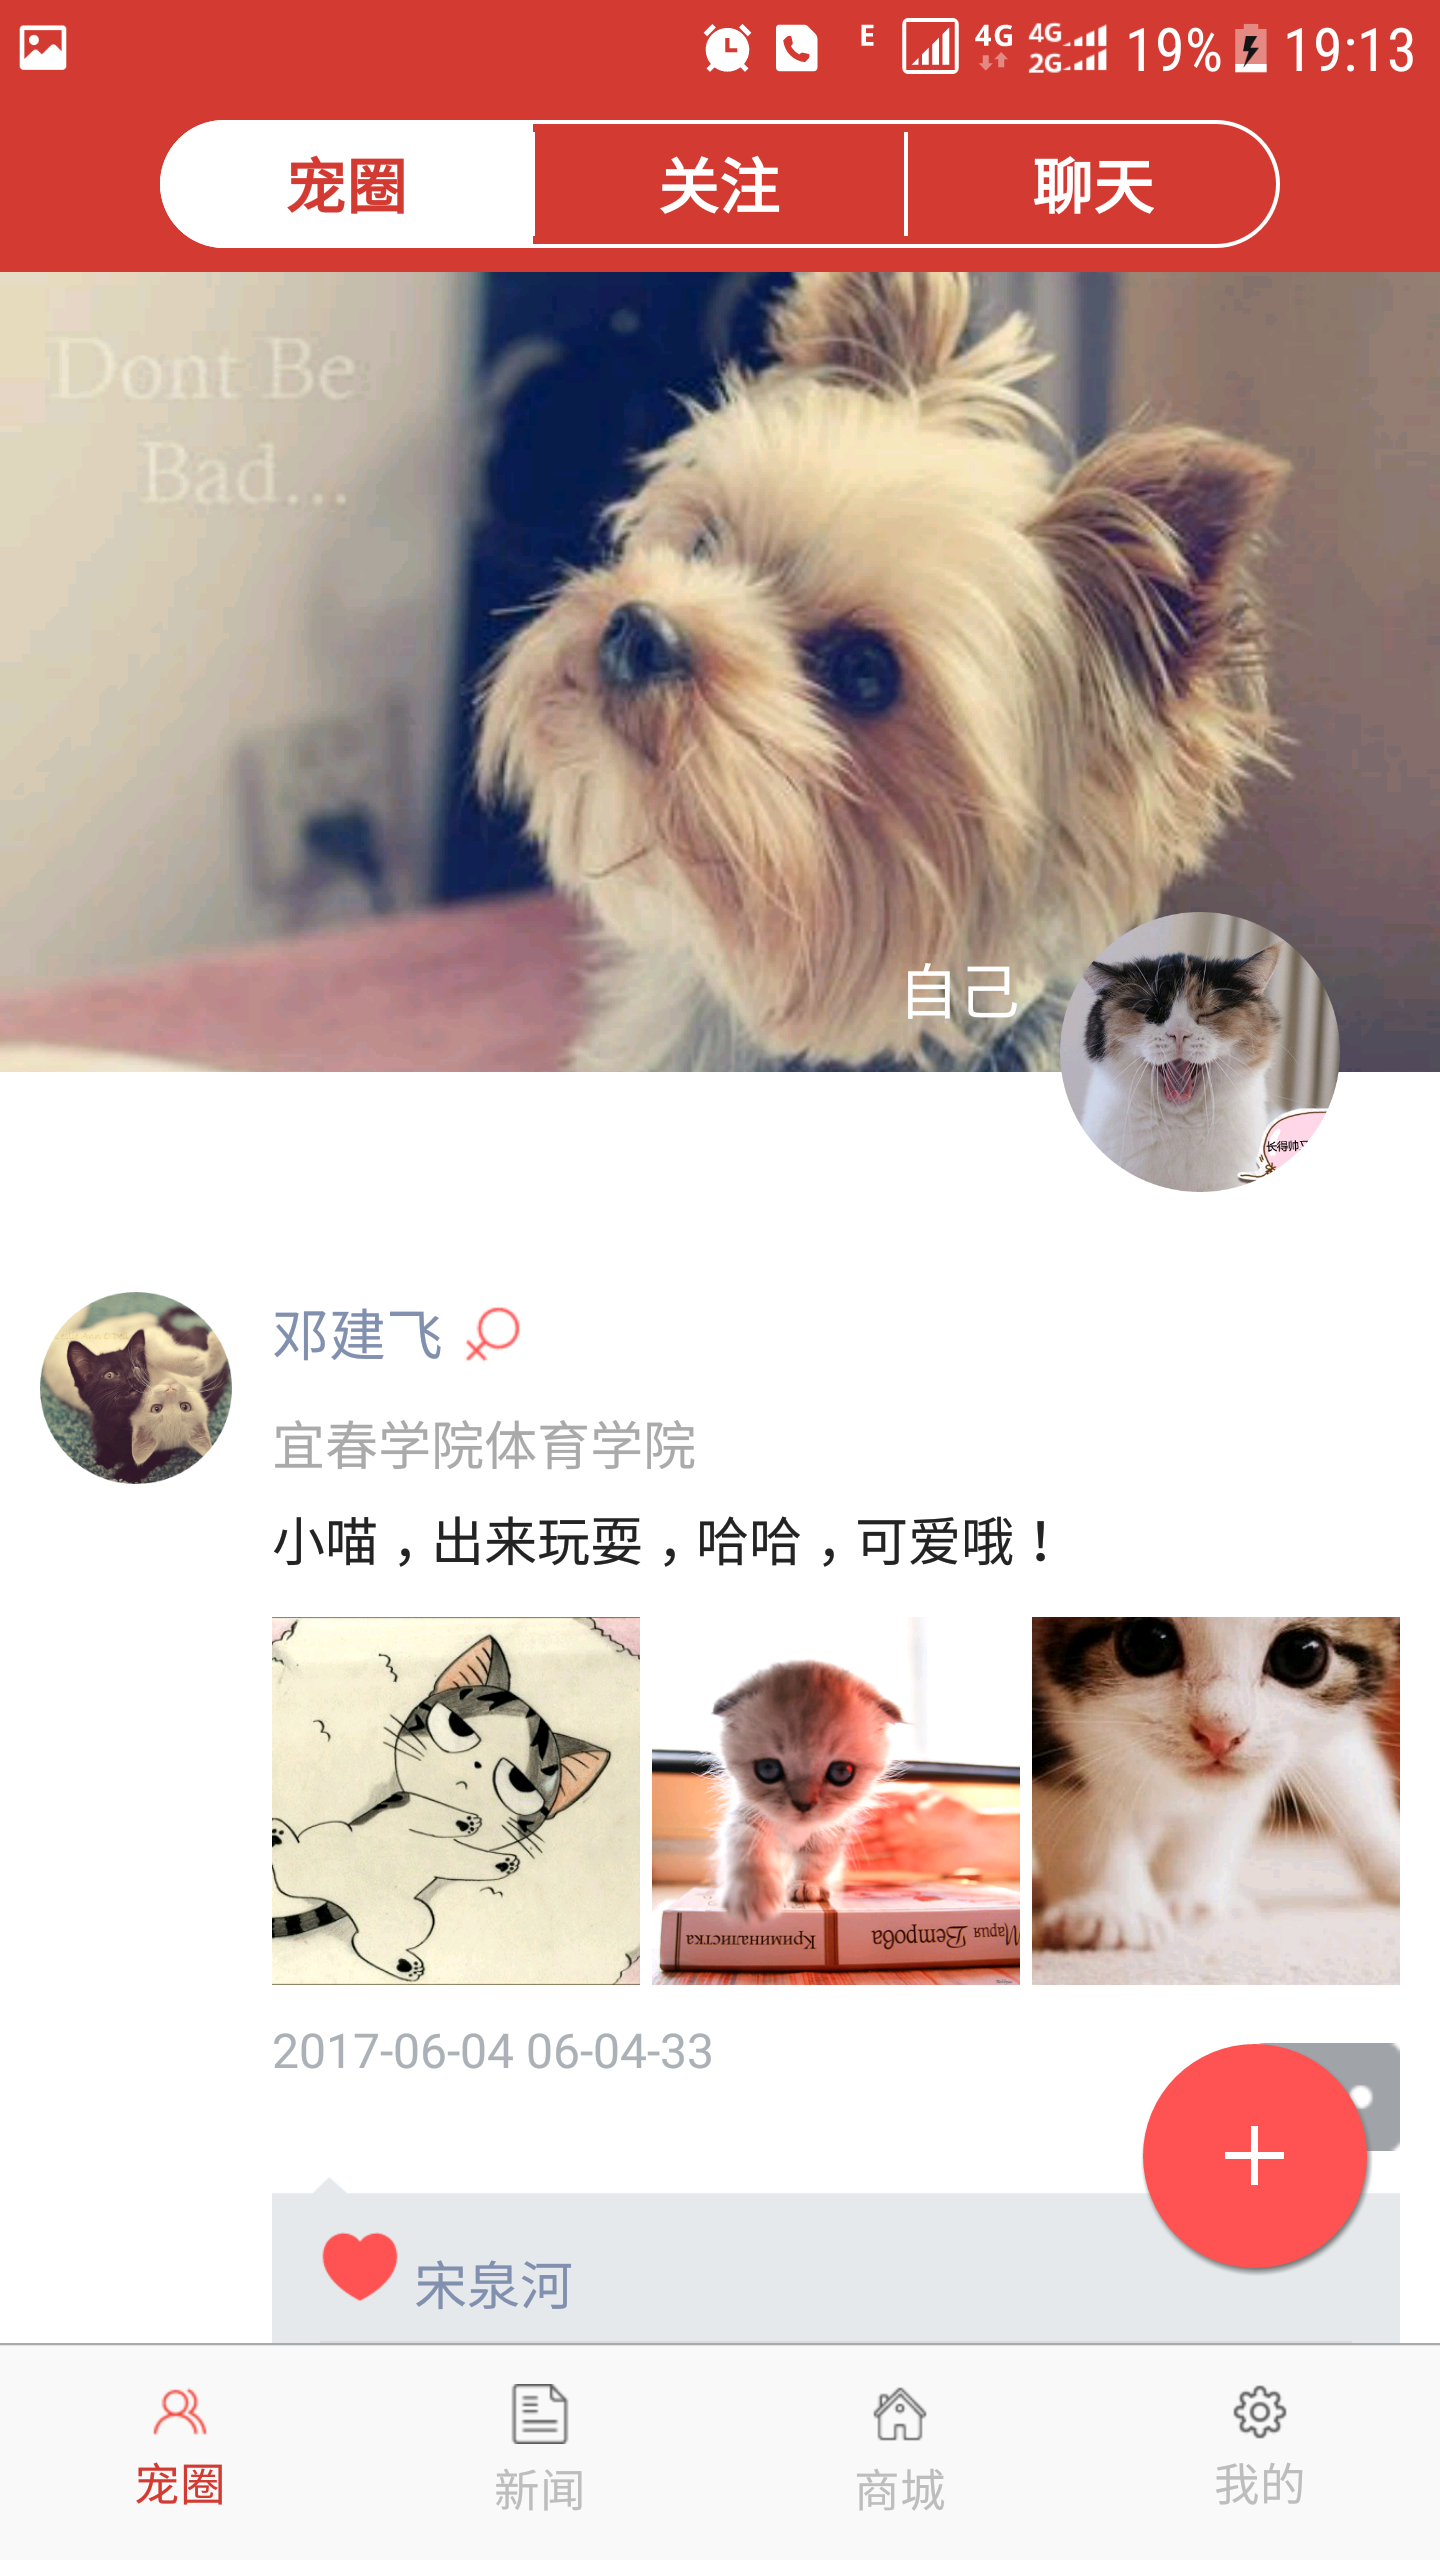 E 4G 4G 2G 19% 19:13
宠圈 关注 聊天
Dont Be
Bad...
自己
长得帅
邓建飞
宜春学院体育学院
小喵，出来玩耍，哈哈，可爱哦！
Криминалистка Ветрова Мария
2017-06-04 06-04-33
宋泉河
宠圈 新闻 商城 我的